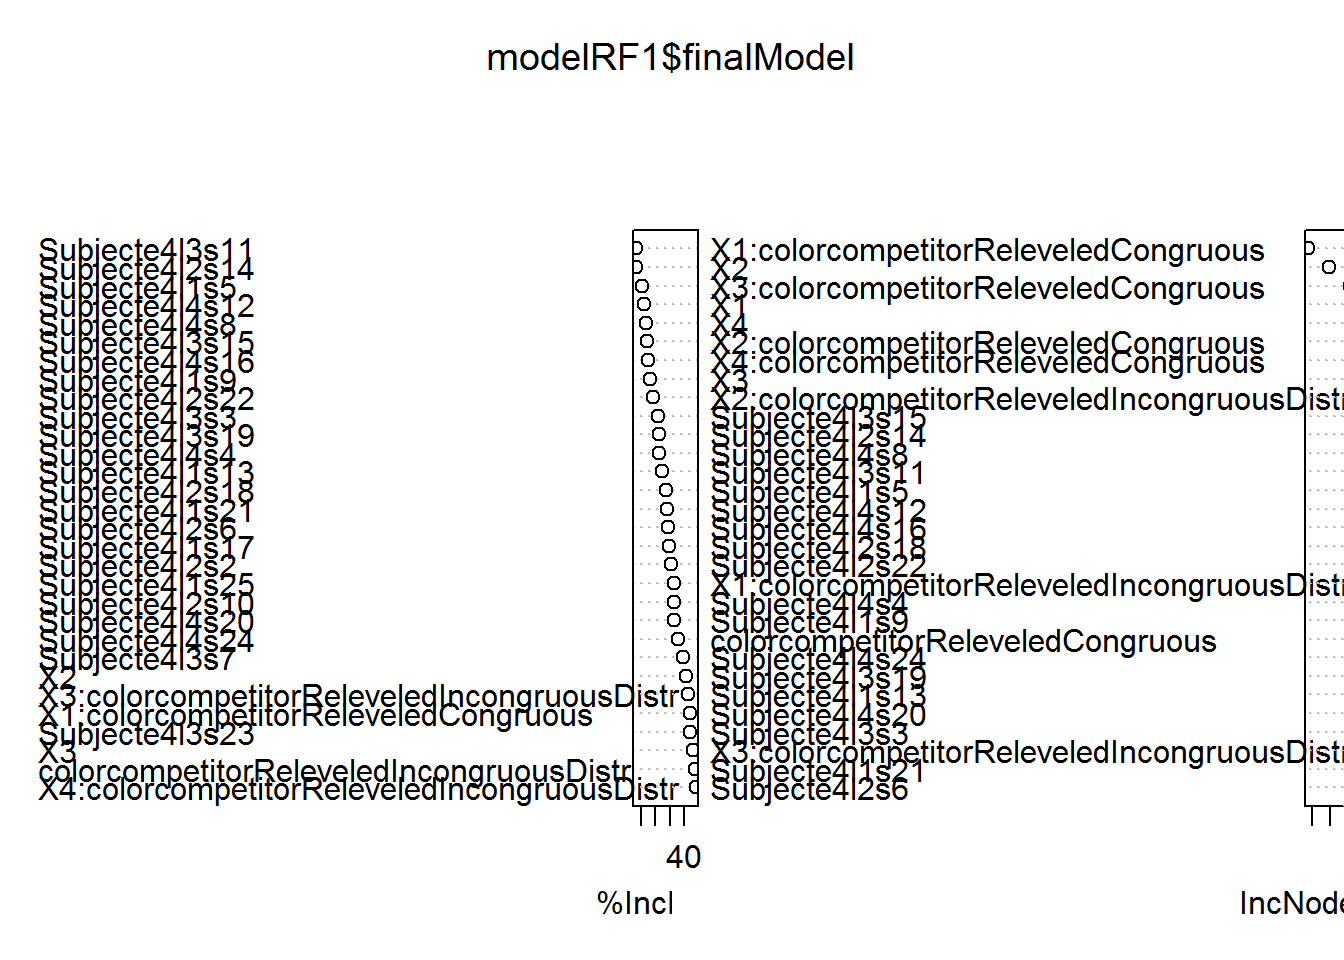 modelRF1$finalModel
Subjecte4l3s11
Subjecte4l2s14
Subjecte4l1s5
Subjecte4l4s12
Subjecte4l4s8
Subjecte4l3s15
Subjecte4l4s16
Subjecte4l1s9
Subjecte4l2s22
Subjecte4l3s3
Subjecte4l3s19
Subjecte4l4s4
Subjecte4l1s13
Subjecte4l2s18
Subjecte4l1s21
Subjecte4l2s6
Subjecte4l1s17
Subjecte4l2s2
Subjecte4l1s25
Subjecte4l2s10
Subjecte4l4s20
Subjecte4l4s24
Subjecte4l3s7
X2
X3:colorcompetitorReleveledIncongruousDistr
X1:colorcompetitorReleveledCongruous
Subjecte4l3s23
X3
colorcompetitorReleveledIncongruousDistr
X4:colorcompetitorReleveledIncongruousDistr
40
%Incl
X1:colorcompetitorReleveledCongruous
X2
X3:colorcompetitorReleveledCongruous
X1
X4
X2:colorcompetitorReleveledCongruous
X4:colorcompetitorReleveledCongruous
X3
X2:colorcompetitorReleveledIncongruousDistr
Subjecte4l3s15
Subjecte4l2s14
Subjecte4l4s8
Subjecte4l3s11
Subjecte4l1s5
Subjecte4l4s12
Subjecte4l4s16
Subjecte4l2s18
Subjecte4l2s22
X1:colorcompetitorReleveledIncongruousDistr
Subjecte4l4s4
Subjecte4l1s9
colorcompetitorReleveledCongruous
Subjecte4l4s24
Subjecte4l3s19
Subjecte4l1s13
Subjecte4l4s20
Subjecte4l3s3
X3:colorcompetitorReleveledIncongruousDistr
Subjecte4l1s21
Subjecte4l2s6
IncNode